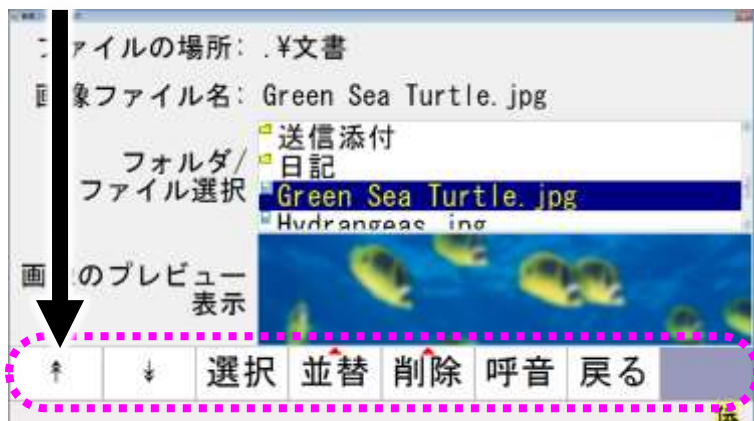 ファイルの場所: .¥文書
画像ファイル名: Green Sea Turtle.jpg
送信添付
フォルダ/
日記
ファイル選択
Green Sea Turtle.jpg
Hydrangeas.jpg
のプレビュー
表示
↟ ↡ 選択 並替 削除 呼音 戻る